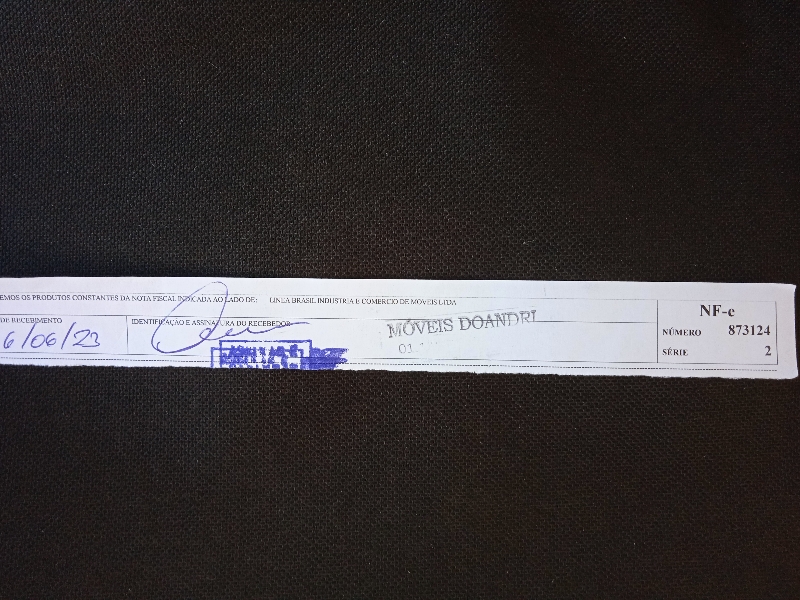 EMOS OS PRODUTOS CONSTANTES DA NOTA FISCAL INDICADA AO LADO DE: LINEA BRASIL INDUSTRIA E COMERCIO DE MOVEIS LTDA
DE RECEBIMENTO
6/06/23
IDENTIFICAÇÃO E ASSINATURA DO RECEBEDOR
MÓVEIS DOANDRI
01
NF-e
NÚMERO 873124
SÉRIE 2